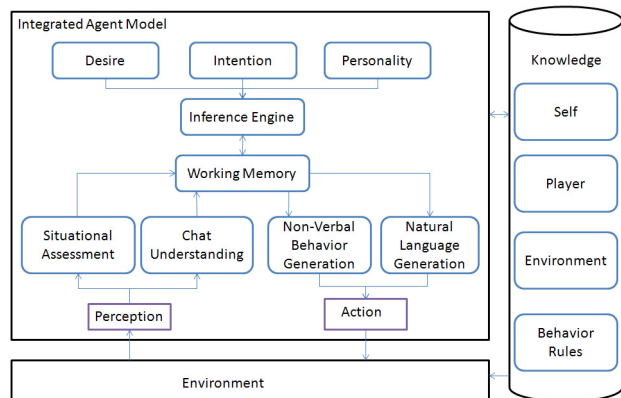 Integrated Agent Model
Desire
Intention
Personality
Inference Engine
Working Memory
Situational
Assessment
Chat
Understanding
Non-Verbal
Behavior
Generation
Natural
Language
Generation
Perception
Action
Environment
Knowledge
Self
Player
Environment
Behavior
Rules